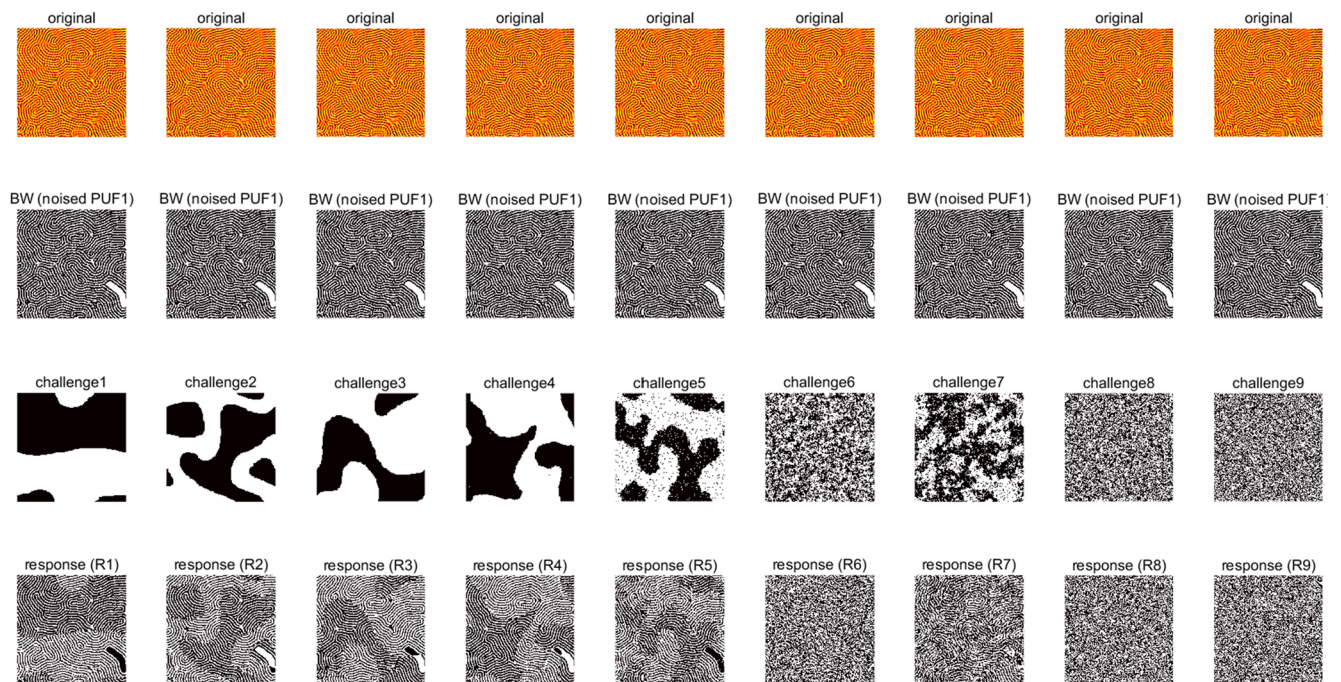 original original original original original original original original original
BW (noised PUF1) BW (noised PUF1) BW (noised PUF1) BW (noised PUF1) BW (noised PUF1) BW (noised PUF1) BW (noised PUF1) BW (noised PUF1) BW (noised PUF1)
challenge1 challenge2 challenge3 challenge4 challenge5 challenge6 challenge7 challenge8 challenge9
response (R1) response (R2) response (R3) response (R4) response (R5) response (R6) response (R7) response (R8) response (R9)